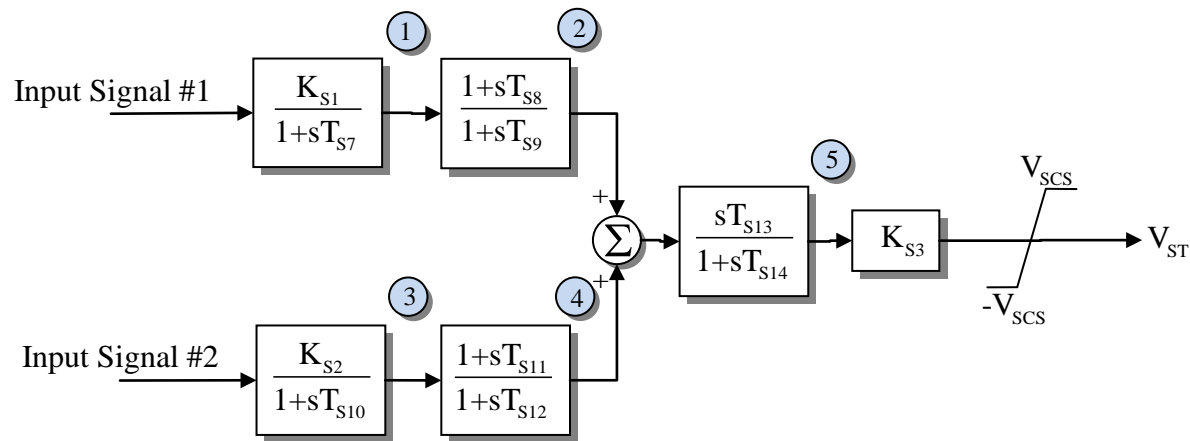 1
2
Input Signal #1
K_S1
1+sT_S7
1+sT_S8
1+sT_S9
5
V_SCS
+
sT_S13
1+sT_S14
K_S3
Σ
V_ST
+
-V_SCS
3
4
Input Signal #2
K_S2
1+sT_S10
1+sT_S11
1+sT_S12